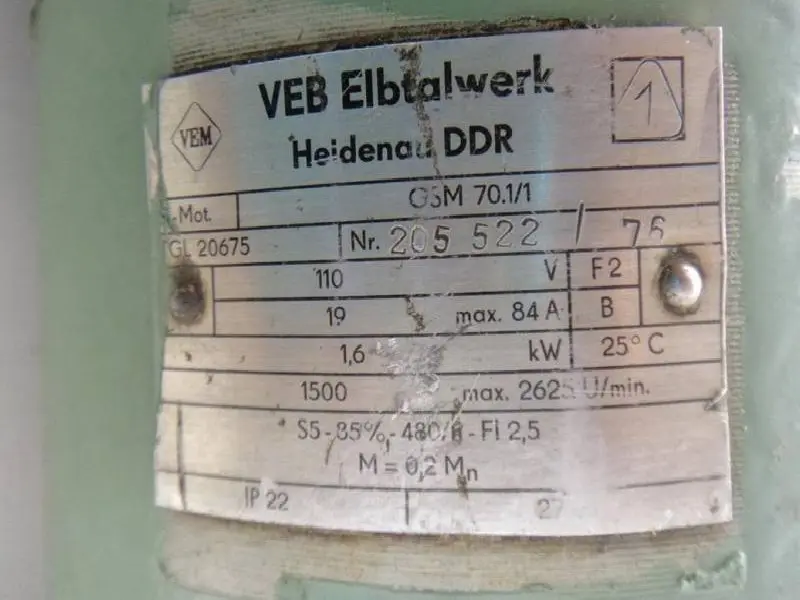 VEM
VEB Elbtalwerk
Heidenau DDR
1
Mot. GSM 70.1/1
TGL 20675 Nr. 205 522 / 76
110 V F2
19 max. 84 A B
1,6 kW 25° C
1500 max. 2625 U/min.
S5-85%-480/h-FI 2,5
M = 0,2 Mn
IP 22 27